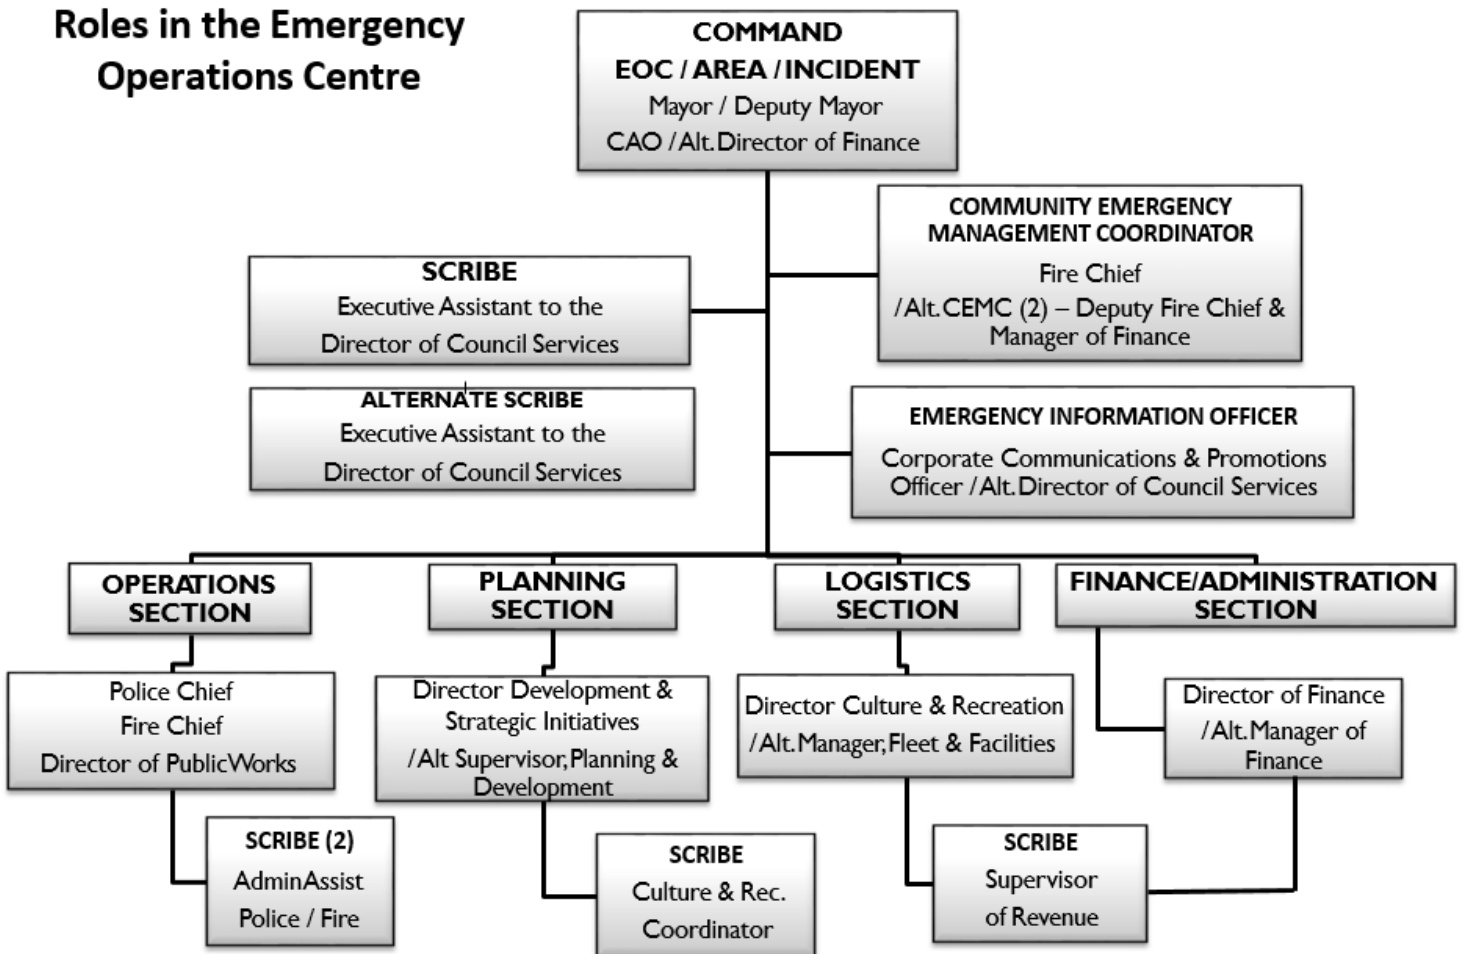 Roles in the Emergency
Operations Centre
COMMAND
EOC / AREA / INCIDENT
Mayor / Deputy Mayor
CAO / Alt. Director of Finance
COMMUNITY EMERGENCY
MANAGEMENT COORDINATOR
Fire Chief
/Alt. CEMC (2) – Deputy Fire Chief &
Manager of Finance
SCRIBE
Executive Assistant to the
Director of Council Services
ALTERNATE SCRIBE
Executive Assistant to the
Director of Council Services
EMERGENCY INFORMATION OFFICER
Corporate Communications & Promotions
Officer /Alt. Director of Council Services
OPERATIONS
SECTION
PLANNING
SECTION
LOGISTICS
SECTION
FINANCE/ADMINISTRATION
SECTION
Police Chief
Fire Chief
Director of Public Works
Director Development &
Strategic Initiatives
/Alt Supervisor, Planning &
Development
Director Culture & Recreation
/Alt. Manager, Fleet & Facilities
Director of Finance
/Alt. Manager of
Finance
SCRIBE (2)
Admin Assist
Police / Fire
SCRIBE
Culture & Rec.
Coordinator
SCRIBE
Supervisor
of Revenue